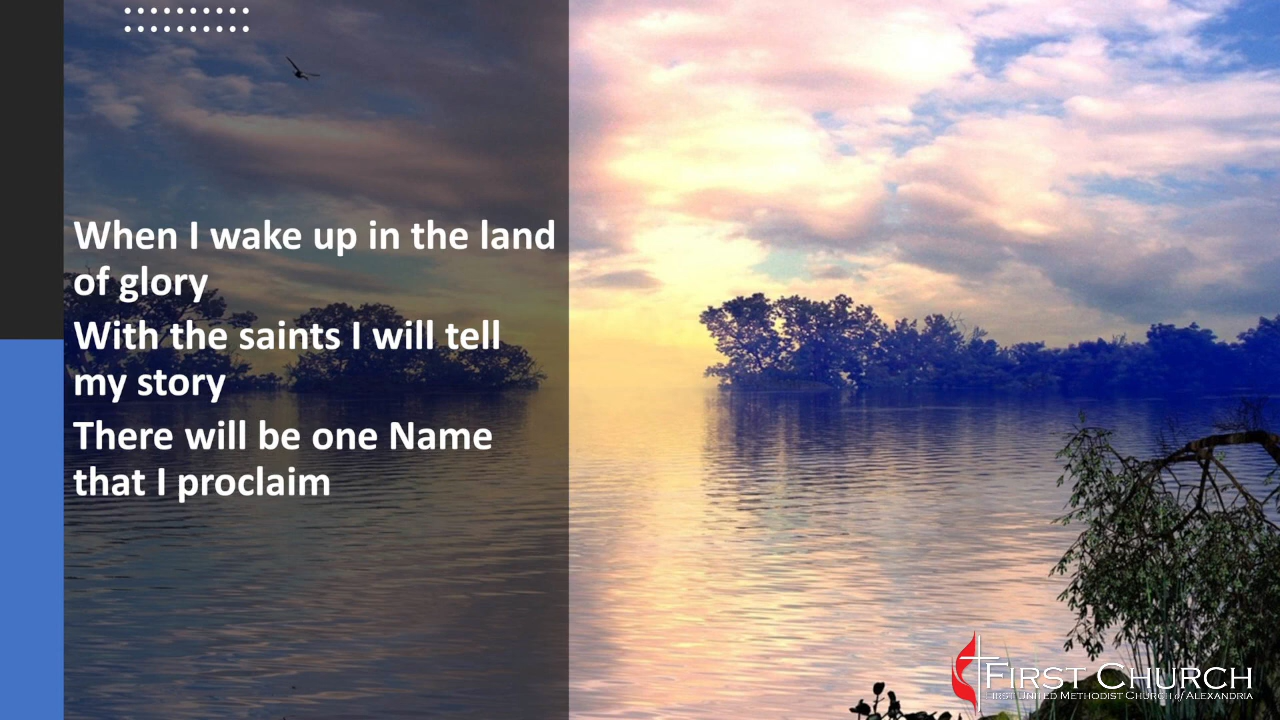 When I wake up in the land
of glory
With the saints I will tell
my story
There will be one Name
that I proclaim
FIRST CHURCH
FIRST UNITED METHODIST CHURCH of ALEXANDRIA